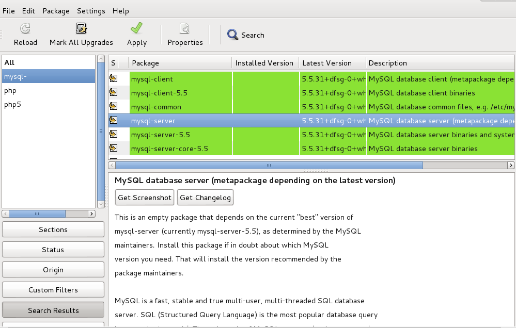 File Edit Package Settings Help
Reload Mark All Upgrades Apply Properties Search
All
mysql-
php
php5
S Package Installed Version Latest Version Description
mysql-client 5.5.31+dfsg-0+wh MySQL database client (metapackage depe
mysql-client-5.5 5.5.31+dfsg-0+wh MySQL database client binaries
mysql-common 5.5.31+dfsg-0+wh MySQL database common files, e.g. /etc/my
mysql-server 5.5.31+dfsg-0+wh MySQL database server (metapackage depe
mysql-server-5.5 5.5.31+dfsg-0+wh MySQL database server binaries and system
mysql-server-core-5.5 5.5.31+dfsg-0+wh MySQL database server binaries
MySQL database server (metapackage depending on the latest version)
Get Screenshot Get Changelog
This is an empty package that depends on the current "best" version of
mysql-server (currently mysql-server-5.5), as determined by the MySQL
maintainers. Install this package if in doubt about which MySQL
version you need. That will install the version recommended by the
package maintainers.
MySQL is a fast, stable and true multi-user, multi-threaded SQL database
server. SQL (Structured Query Language) is the most popular database query
Sections
Status
Origin
Custom Filters
Search Results